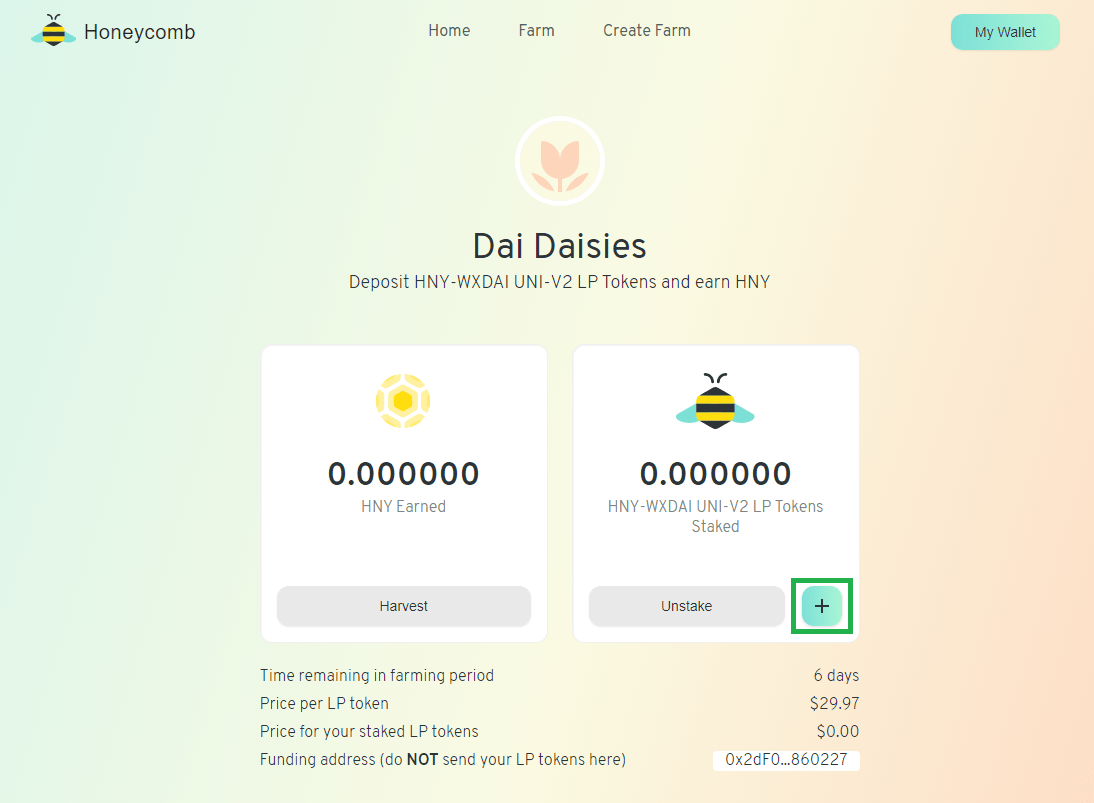 Honeycomb
Home Farm Create Farm
My Wallet
Dai Daisies
Deposit HNY-WXDAI UNI-V2 LP Tokens and earn HNY
0.000000
HNY Earned
Harvest
0.000000
HNY-WXDAI UNI-V2 LP Tokens
Staked
Unstake +
Time remaining in farming period 6 days
Price per LP token $29.97
Price for your staked LP tokens $0.00
Funding address (do NOT send your LP tokens here) 0x2dF0...860227